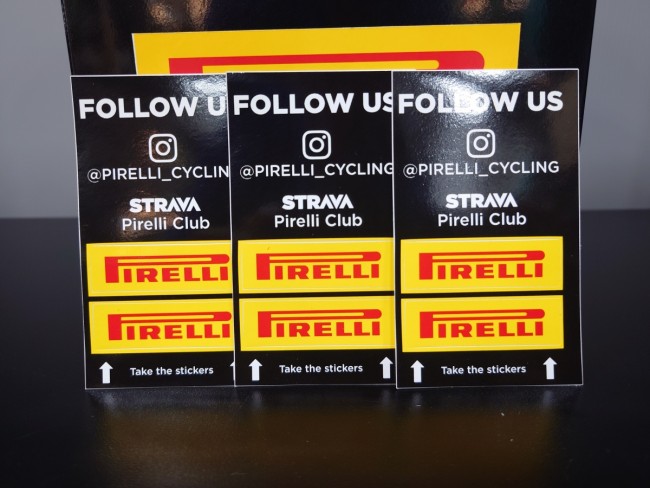 FOLLOW U
@PIRELLI_CYCLIN
STRAVA
Pirelli Club
PIRELLI
PIRELLI
Take the stickers
FOLLOW US
@PIRELLI_CYCLING
STRAVA
Pirelli Club
PIRELLI
PIRELLI
Take the stickers
FOLLOW US
@PIRELLI_CYCLING
STRAVA
Pirelli Club
PIRELLI
PIRELLI
Take the stickers